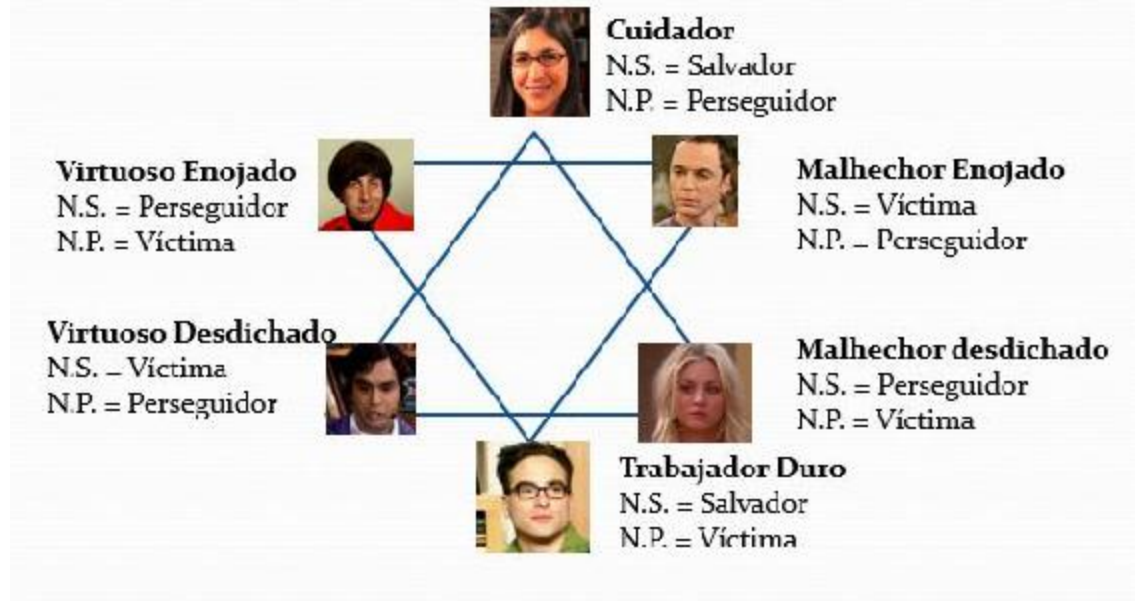 Cuidador
N.S. = Salvador
N.P. = Perseguidor
Virtuoso Enojado
N.S. = Perseguidor
N.P. = Víctima
Malhechor Enojado
N.S. = Víctima
N.P. = Perseguidor
Virtuoso Desdichado
N.S. = Víctima
N.P. = Perseguidor
Malhechor desdichado
N.S. = Perseguidor
N.P. = Víctima
Trabajador Duro
N.S. = Salvador
N.P. = Víctima